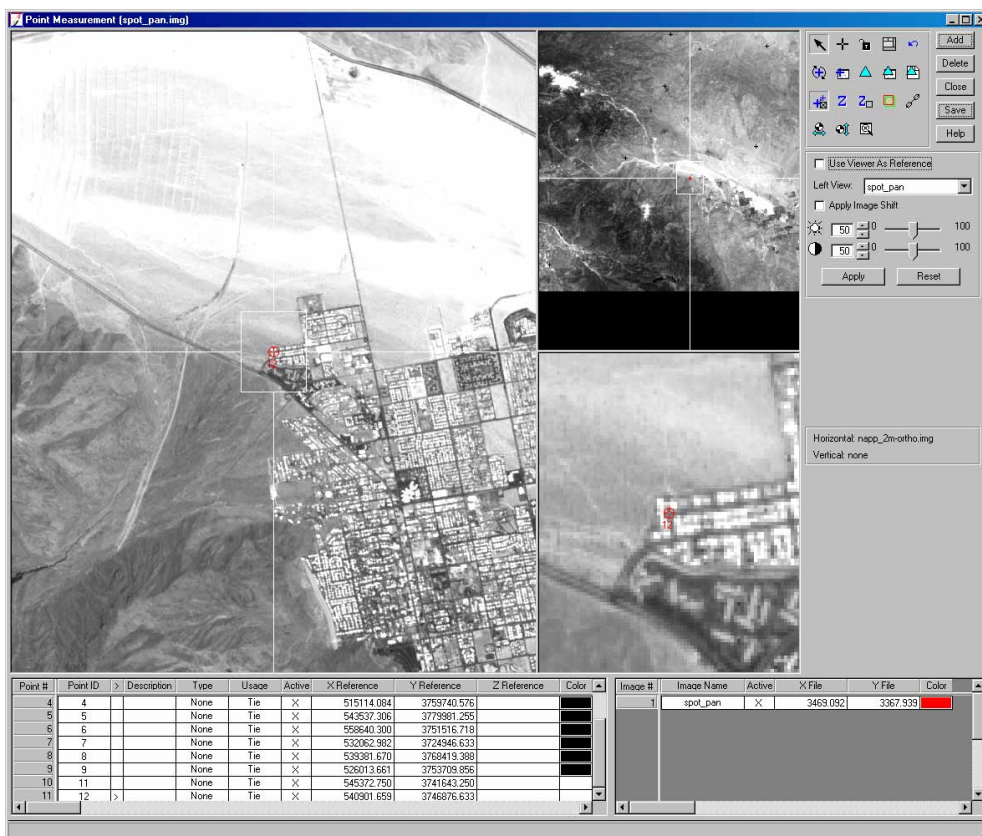 Point Measurement (spot_pan.img)
Add
Delete
Close
Save
Help
Use Viewer As Reference
Left View: spot_pan
Apply Image Shift
50 0 100
50 0 100
Apply Reset
Horizontal: napp_2m-ortho.img
Vertical: none
12
12
Point # Point ID > Description Type Usage Active X Reference Y Reference Z Reference Color
4 4 None Tie X 515114.084 3759740.576
5 5 None Tie X 543537.306 3779981.255
6 6 None Tie X 558640.300 3751516.718
7 7 None Tie X 532062.982 3724946.633
8 8 None Tie X 539381.670 3768419.388
9 9 None Tie X 526013.661 3753709.856
10 11 None Tie X 545372.750 3741643.250
11 12 > None Tie X 540901.659 3746876.633
Image # Image Name Active X File Y File Color
1 spot_pan X 3469.092 3367.939